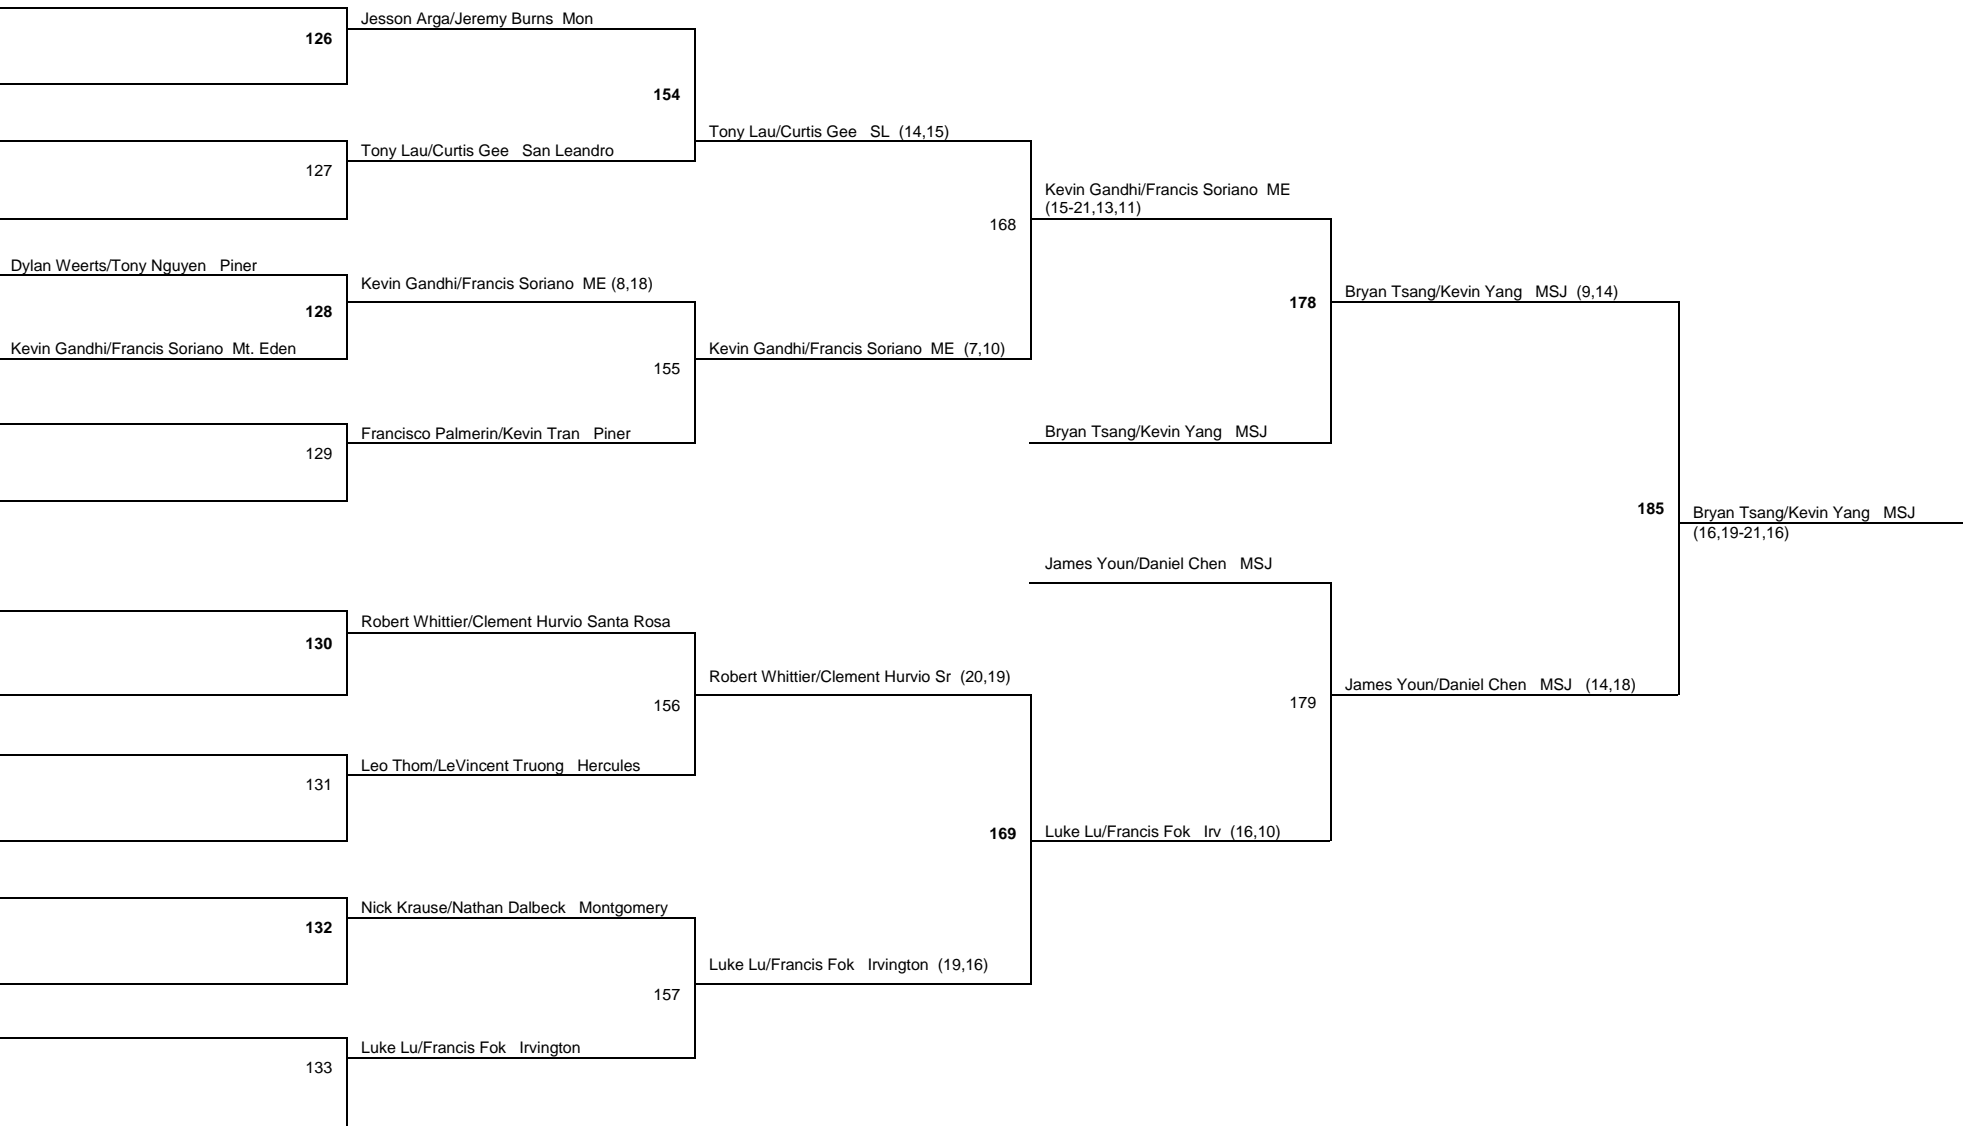 Jesson Arga/Jeremy Burns Mon
126
154
Tony Lau/Curtis Gee SL (14,15)
Tony Lau/Curtis Gee San Leandro
127
Kevin Gandhi/Francis Soriano ME
(15-21,13,11)
168
Dylan Weerts/Tony Nguyen Piner
Kevin Gandhi/Francis Soriano ME (8,18)
Bryan Tsang/Kevin Yang MSJ (9,14)
178
128
Kevin Gandhi/Francis Soriano Mt. Eden
Kevin Gandhi/Francis Soriano ME (7,10)
155
Francisco Palmerin/Kevin Tran Piner
Bryan Tsang/Kevin Yang MSJ
129
185
Bryan Tsang/Kevin Yang MSJ
(16,19-21,16)
James Youn/Daniel Chen MSJ
Robert Whittier/Clement Hurvio Santa Rosa
130
Robert Whittier/Clement Hurvio Sr (20,19)
James Youn/Daniel Chen MSJ (14,18)
156
179
Leo Thom/LeVincent Truong Hercules
131
169
Luke Lu/Francis Fok Irv (16,10)
Nick Krause/Nathan Dalbeck Montgomery
132
Luke Lu/Francis Fok Irvington (19,16)
157
Luke Lu/Francis Fok Irvington
133